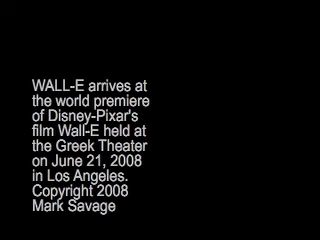 WALL-E arrives at
the world premiere
of Disney-Pixar's
film Wall-E held at
the Greek Theater
on June 21, 2008
in Los Angeles.
Copyright 2008
Mark Savage